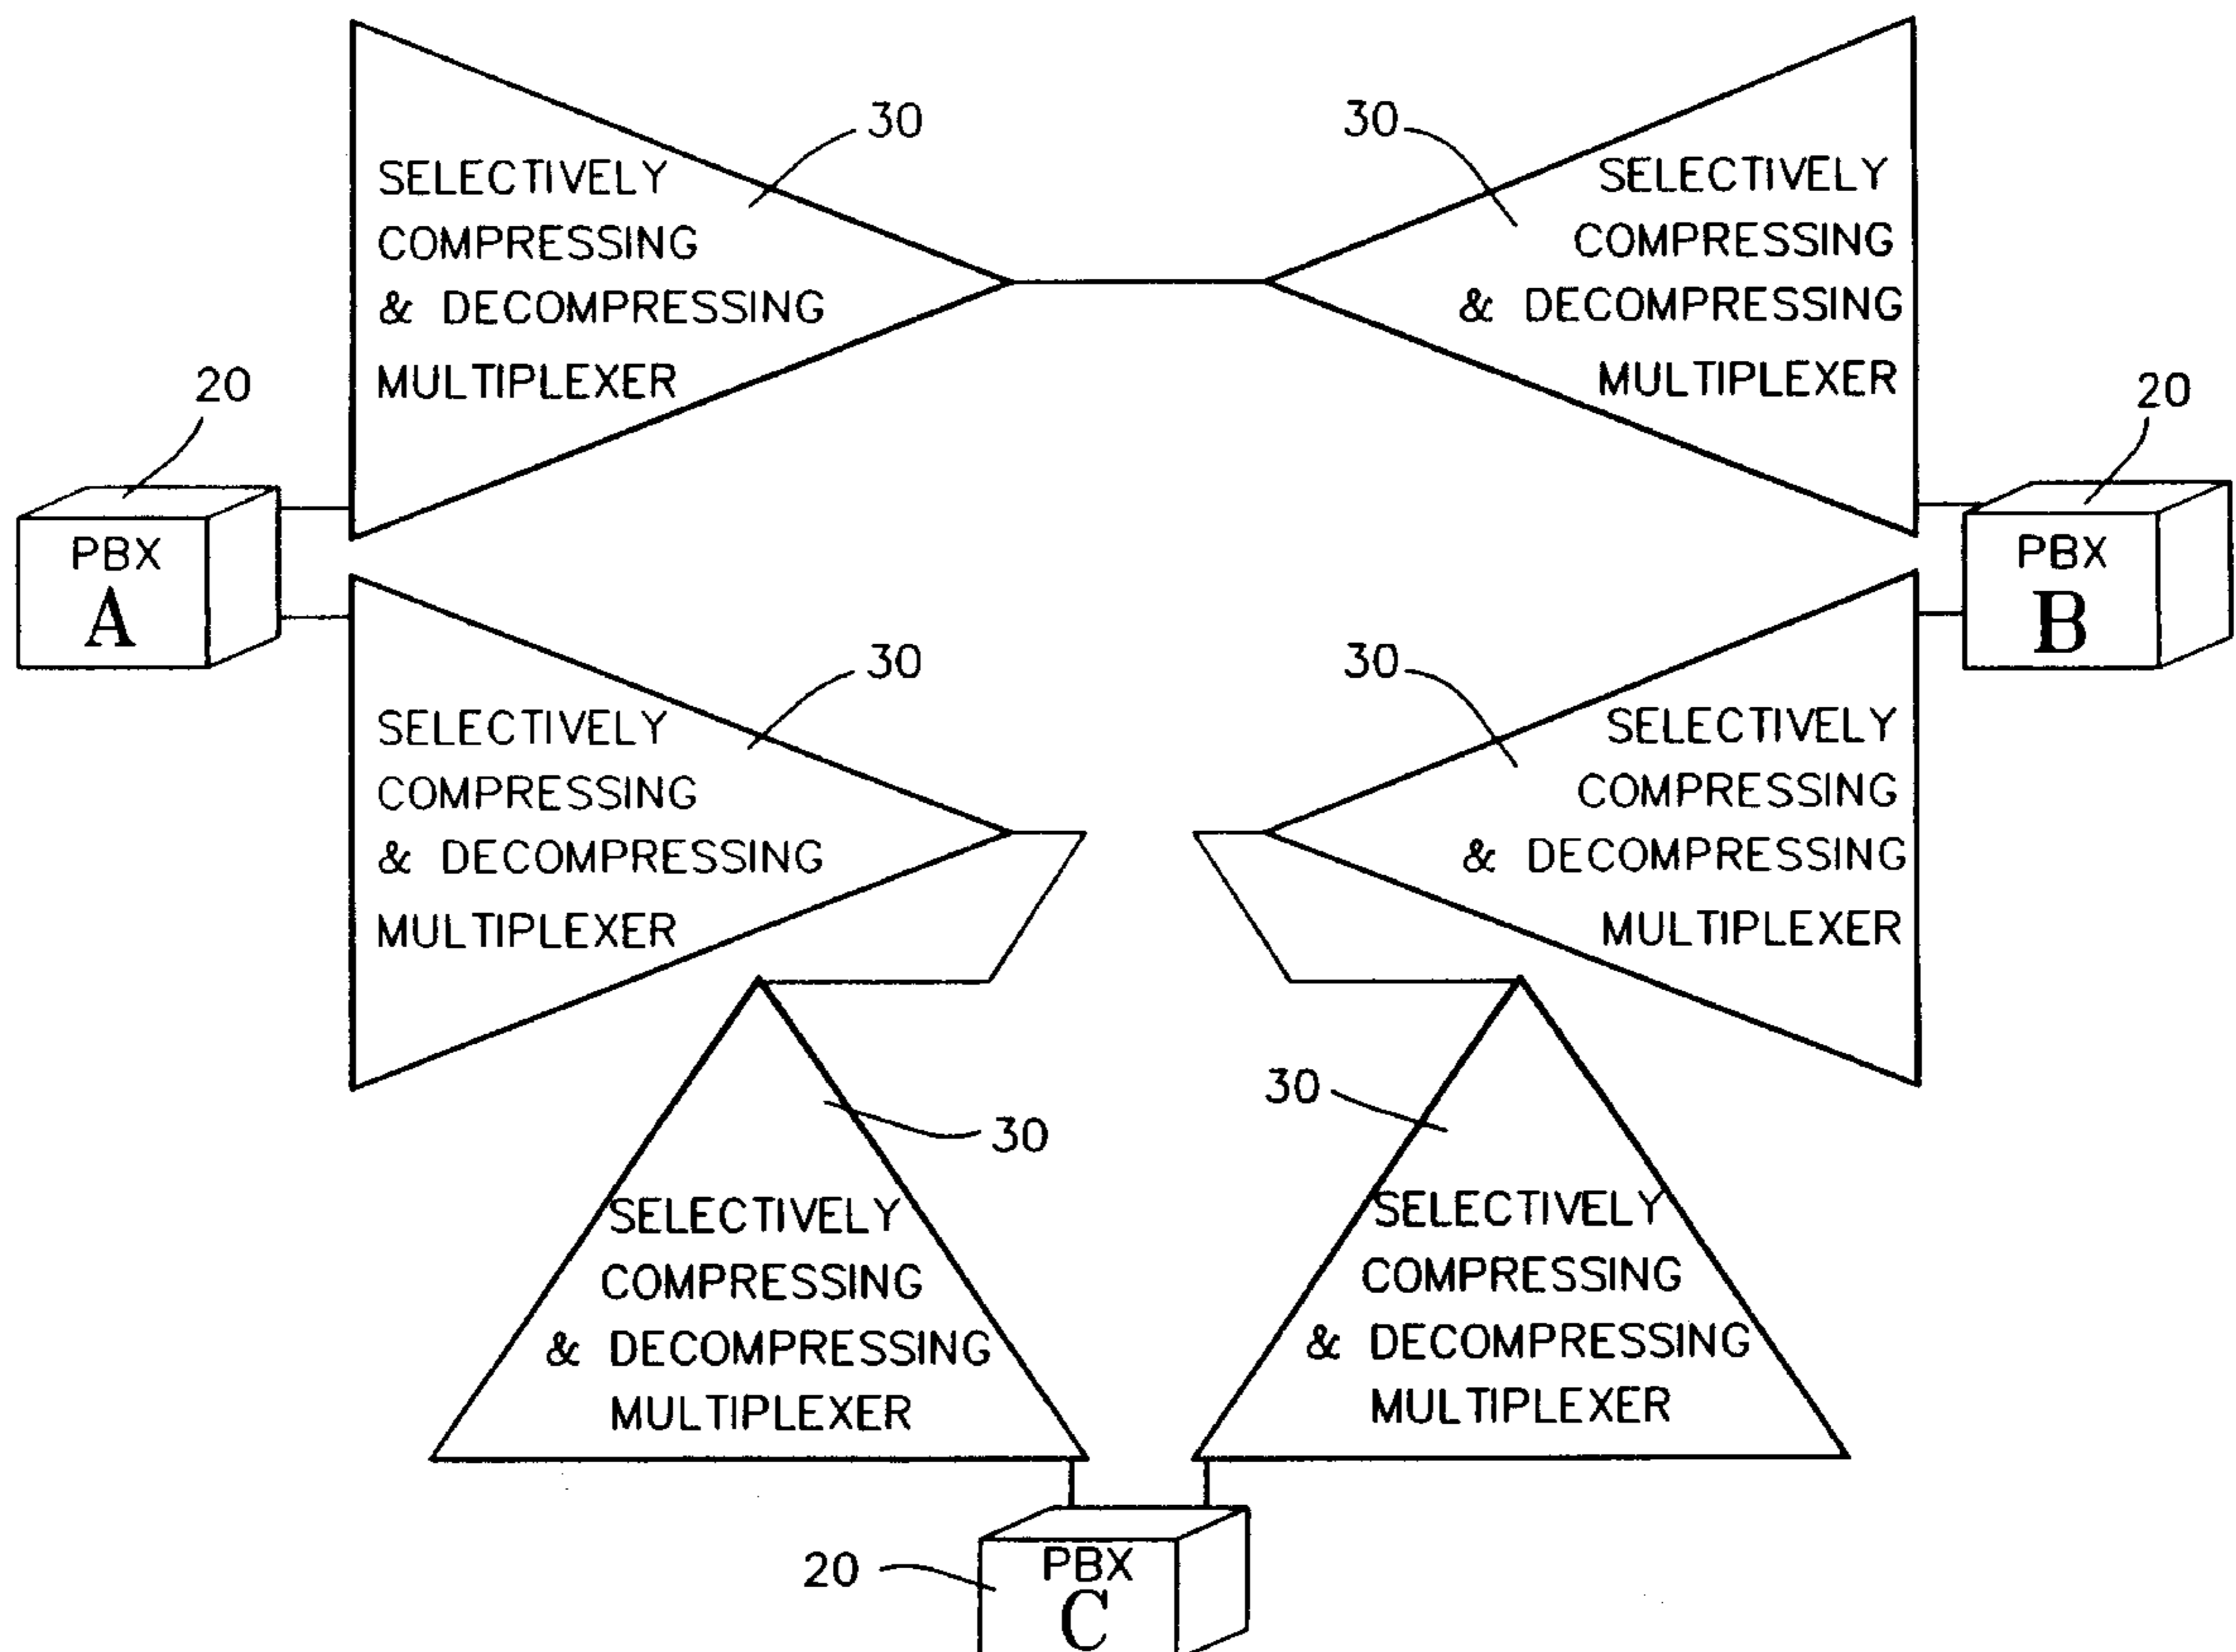 30
30
SELECTIVELY
COMPRESSING
& DECOMPRESSING
MULTIPLEXER
SELECTIVELY
COMPRESSING
& DECOMPRESSING
MULTIPLEXER
20
20
PBX
A
PBX
B
30
30
SELECTIVELY
COMPRESSING
& DECOMPRESSING
MULTIPLEXER
SELECTIVELY
COMPRESSING
& DECOMPRESSING
MULTIPLEXER
30
30
SELECTIVELY
COMPRESSING
& DECOMPRESSING
MULTIPLEXER
SELECTIVELY
COMPRESSING
& DECOMPRESSING
MULTIPLEXER
20
PBX
C